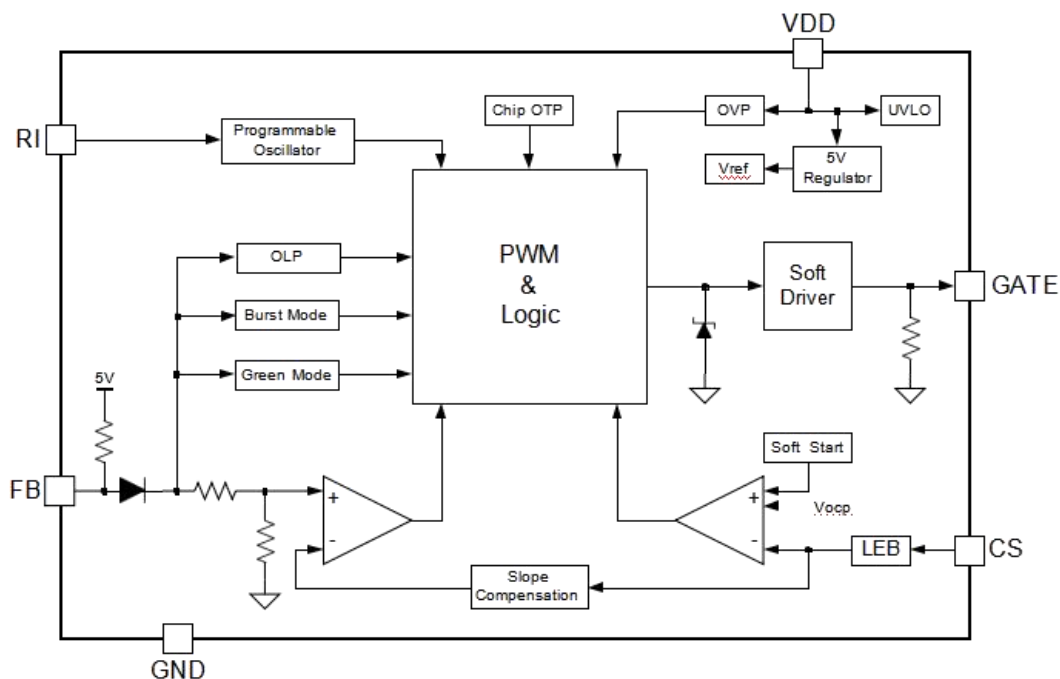 VDD
RI
Programmable
Oscillator
Chip OTP
OVP
UVLO
Vref
5V
Regulator
OLP
Burst Mode
Green Mode
PWM
&
Logic
Soft
Driver
GATE
5V
FB
+
-
Soft Start
+
Vocp
-
LEB
CS
Slope
Compensation
GND